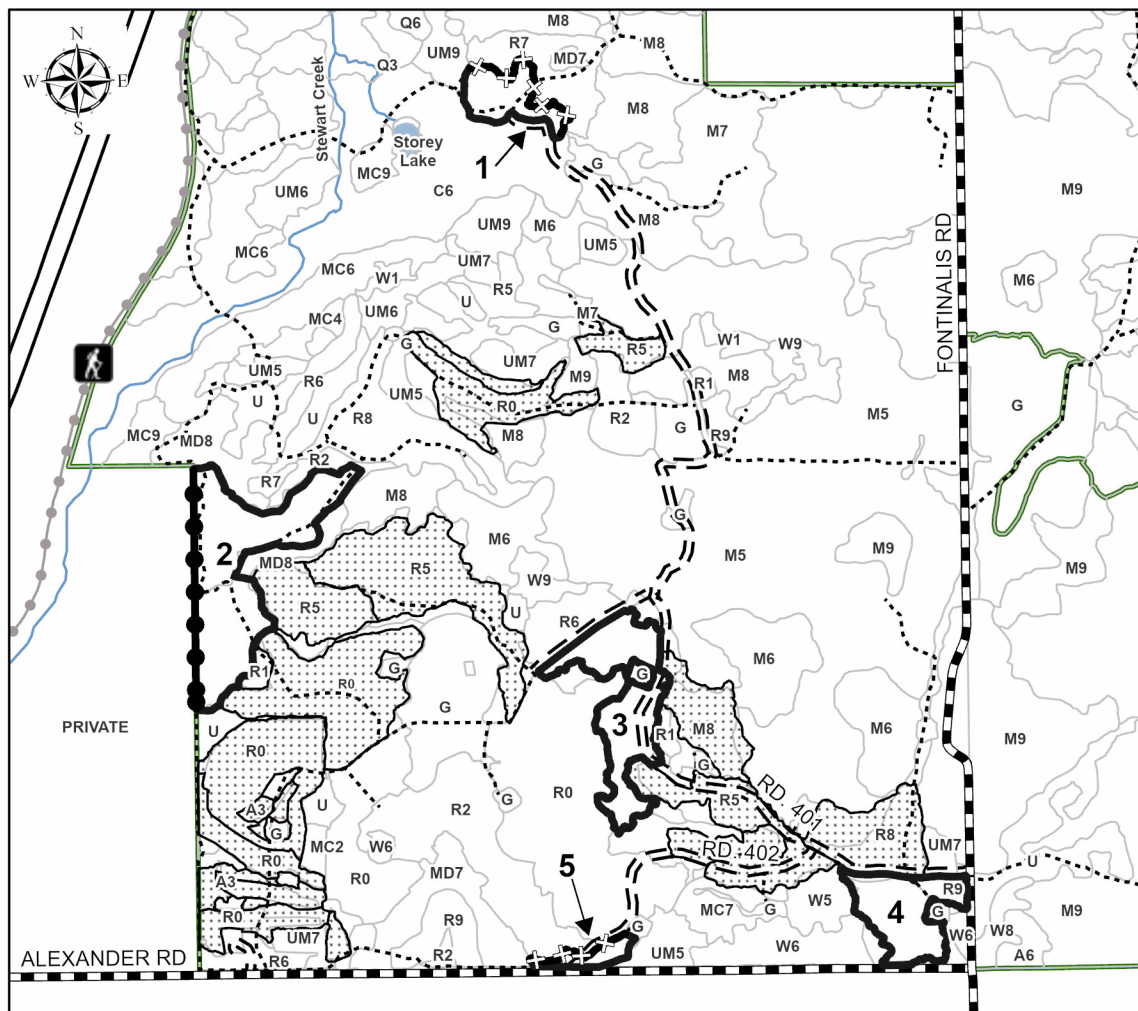 Q6
M8
N
UM9
R7
M8
MD7
Q3
W
E
S
Stewart Creek
M8
M7
Storey
Lake
1
G
MC9
C6
UM6
M9
M8
UM9
M6
UM5
MC6
MC6
UM7
W1
R5
M6
U
MC4
UM6
M7
G
FONTINALIS RD
G
R5
W1
W9
UM7
M8
UM5
R6
M9
R1
UM5
U
R0
G
U
R8
R2
M5
MC9
MD8
M8
G
R9
R2
R7
M8
G
M6
2
M9
MD8
R5
M5
M9
W9
R5
U
R6
M6
R1
G
R0
G
M6
G
PRIVATE
U
3
R1
M8
M9
R0
G
R5
RD. 401
G
R0
A3
U
R2
R8
G
MC2
W6
RD. 402
UM7
R0
5
U
A3
R0
MD7
R9
MC7
W5
G
R0
R9
4
G
M9
UM7
G
W6
W8
ALEXANDER RD
R6
R2
UM5
W6
A6